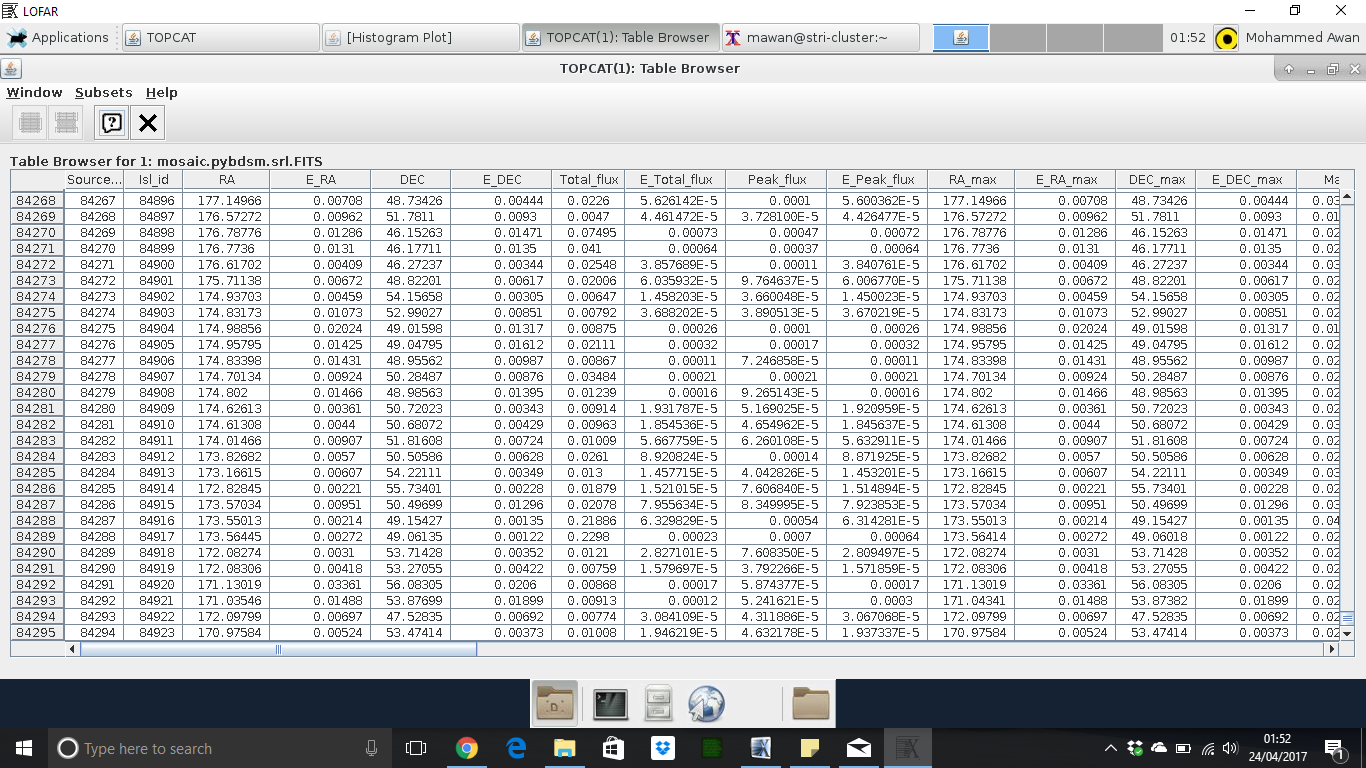 LOFAR
Applications TOPCAT [Histogram Plot] TOPCAT(1): Table Browser mawan@stri-cluster:~ 01:52 Mohammed Awan
TOPCAT(1): Table Browser
Window Subsets Help
Table Browser for 1: mosaic.pybdsm.srl.FITS
Source... Isl_id RA E_RA DEC E_DEC Total_flux E_Total_flux Peak_flux E_Peak_flux RA_max E_RA_max DEC_max E_DEC_max Ma
84268 84267 84896 177.14966 0.00708 48.73426 0.00444 0.0226 5.626142E-5 0.0001 5.600362E-5 177.14966 0.00708 48.73426 0.00444 0.03
84269 84268 84897 176.57272 0.00962 51.7811 0.0093 0.0047 4.461472E-5 3.728100E-5 4.426477E-5 176.57272 0.00962 51.7811 0.0093 0.01
84270 84269 84898 176.78776 0.01286 46.15263 0.01471 0.07495 0.00073 0.00047 0.00072 176.78776 0.01286 46.15263 0.01471 0.02
84271 84270 84899 176.7736 0.0131 46.17711 0.0135 0.041 0.00064 0.00037 0.00064 176.7736 0.0131 46.17711 0.0135 0.02
84272 84271 84900 176.61702 0.00409 46.27237 0.00344 0.02548 3.857689E-5 0.00011 3.840761E-5 176.61702 0.00409 46.27237 0.00344 0.03
84273 84272 84901 175.71138 0.00672 48.82201 0.00617 0.02006 6.035932E-5 9.764637E-5 6.006770E-5 175.71138 0.00672 48.82201 0.00617 0.02
84274 84273 84902 174.93703 0.00459 54.15658 0.00305 0.00647 1.458203E-5 3.660048E-5 1.450023E-5 174.93703 0.00459 54.15658 0.00305 0.02
84275 84274 84903 174.83173 0.01073 52.99027 0.00851 0.00792 3.688202E-5 3.890513E-5 3.670219E-5 174.83173 0.01073 52.99027 0.00851 0.02
84276 84275 84904 174.98856 0.02024 49.01598 0.01317 0.00875 0.00026 0.0001 0.00026 174.98856 0.02024 49.01598 0.01317 0.01
84277 84276 84905 174.95795 0.01425 49.04795 0.01612 0.02111 0.00032 0.00017 0.00032 174.95795 0.01425 49.04795 0.01612 0.02
84278 84277 84906 174.83398 0.01431 48.95562 0.00987 0.00867 0.00011 7.246858E-5 0.00011 174.83398 0.01431 48.95562 0.00987 0.02
84279 84278 84907 174.70134 0.00924 50.28487 0.00876 0.03484 0.00021 0.00021 0.00021 174.70134 0.00924 50.28487 0.00876 0.02
84280 84279 84908 174.802 0.01466 48.98563 0.01395 0.01239 0.00016 9.265143E-5 0.00016 174.802 0.01466 48.98563 0.01395 0.02
84281 84280 84909 174.62613 0.00361 50.72023 0.00343 0.00914 1.931787E-5 5.169025E-5 1.920959E-5 174.62613 0.00361 50.72023 0.00343 0.02
84282 84281 84910 174.61308 0.0044 50.68072 0.00429 0.00963 1.854536E-5 4.654962E-5 1.845637E-5 174.61308 0.0044 50.68072 0.00429 0.03
84283 84282 84911 174.01466 0.00907 51.81608 0.00724 0.01009 5.667759E-5 6.260108E-5 5.632911E-5 174.01466 0.00907 51.81608 0.00724 0.02
84284 84283 84912 173.82682 0.0057 50.50586 0.00628 0.0261 8.920824E-5 0.00014 8.871925E-5 173.82682 0.0057 50.50586 0.00628 0.02
84285 84284 84913 173.16615 0.00607 54.22111 0.00349 0.013 1.457715E-5 4.042826E-5 1.453201E-5 173.16615 0.00607 54.22111 0.00349 0.03
84286 84285 84914 172.82845 0.00221 55.73401 0.00228 0.01879 1.521015E-5 7.606840E-5 1.514894E-5 172.82845 0.00221 55.73401 0.00228 0.02
84287 84286 84915 173.57034 0.00951 50.49699 0.01296 0.02078 7.955634E-5 8.349995E-5 7.923853E-5 173.57034 0.00951 50.49699 0.01296 0.03
84288 84287 84916 173.55013 0.00214 49.15427 0.00135 0.21886 6.329829E-5 0.00054 6.314281E-5 173.55013 0.00214 49.15427 0.00135 0.04
84289 84288 84917 173.56445 0.00272 49.06135 0.00122 0.2298 0.00023 0.0007 0.00064 173.56414 0.00272 49.06018 0.00122 0.02
84290 84289 84918 172.08274 0.0031 53.71428 0.00352 0.0121 2.827101E-5 7.608350E-5 2.809497E-5 172.08274 0.0031 53.71428 0.00352 0.02
84291 84290 84919 172.08306 0.00418 53.27055 0.00422 0.00759 1.579697E-5 3.792266E-5 1.571859E-5 172.08306 0.00418 53.27055 0.00422 0.02
84292 84291 84920 171.13019 0.03361 56.08305 0.0206 0.00868 0.00017 5.874377E-5 0.00017 171.13019 0.03361 56.08305 0.0206 0.02
84293 84292 84921 171.03546 0.01488 53.87699 0.01899 0.00913 0.00012 5.241621E-5 0.0003 171.04341 0.01488 53.87382 0.01899 0.02
84294 84293 84922 172.09799 0.00697 47.52835 0.00692 0.00774 3.084109E-5 4.311886E-5 3.067068E-5 172.09799 0.00697 47.52835 0.00692 0.02
84295 84294 84923 170.97584 0.00524 53.47414 0.00373 0.01008 1.946219E-5 4.632178E-5 1.937337E-5 170.97584 0.00524 53.47414 0.00373 0.02
Type here to search
01:52
24/04/2017